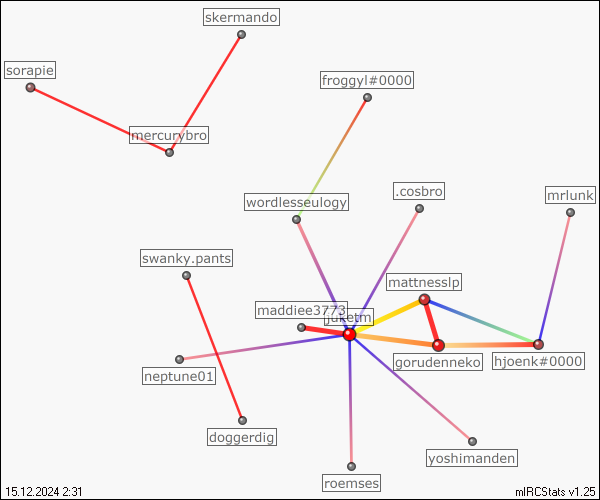 skermando
sorapie
froggyl#0000
mercurybro
.cosbro
mrlunk
wordlesseulogy
swanky.pants
mattnesslp
maddiee3773
gorudenneko
hjoenk#0000
neptune01
doggerdig
yoshimanden
roemses
15.12.2024 2:31
mIRCStats v1.25